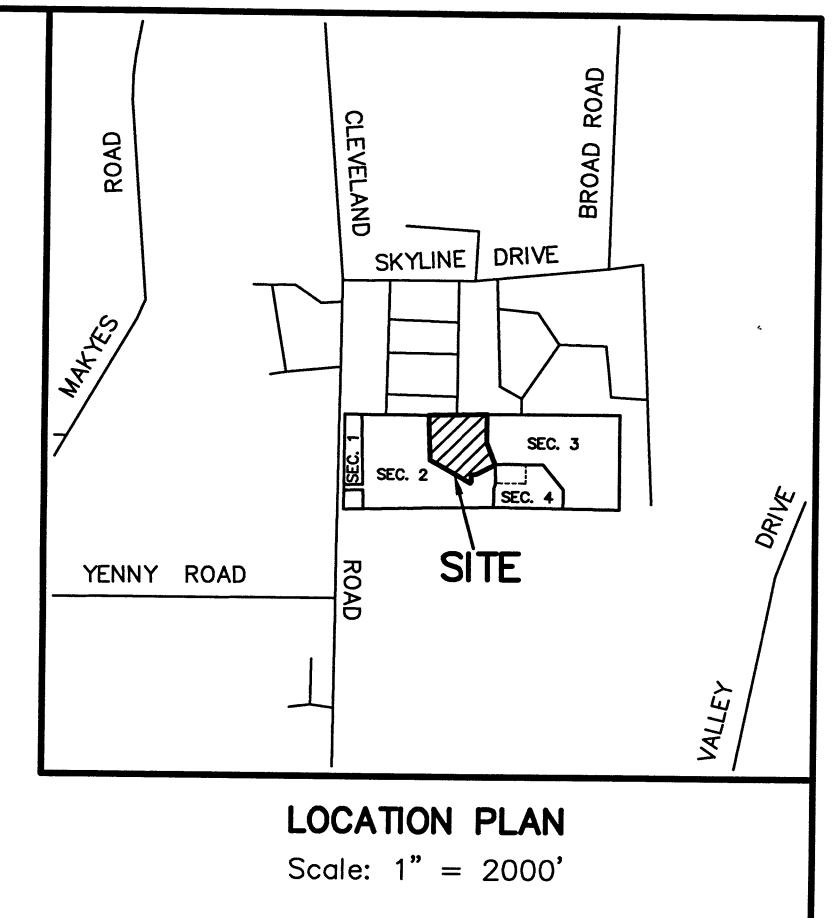 ROAD
MAKYES
CLEVELAND
BROAD ROAD
SKYLINE DRIVE
SEC. 1
SEC. 2
SEC. 3
SEC. 4
SITE
YENNY ROAD
ROAD
DRIVE
VALLEY
LOCATION PLAN
Scale: 1” = 2000’